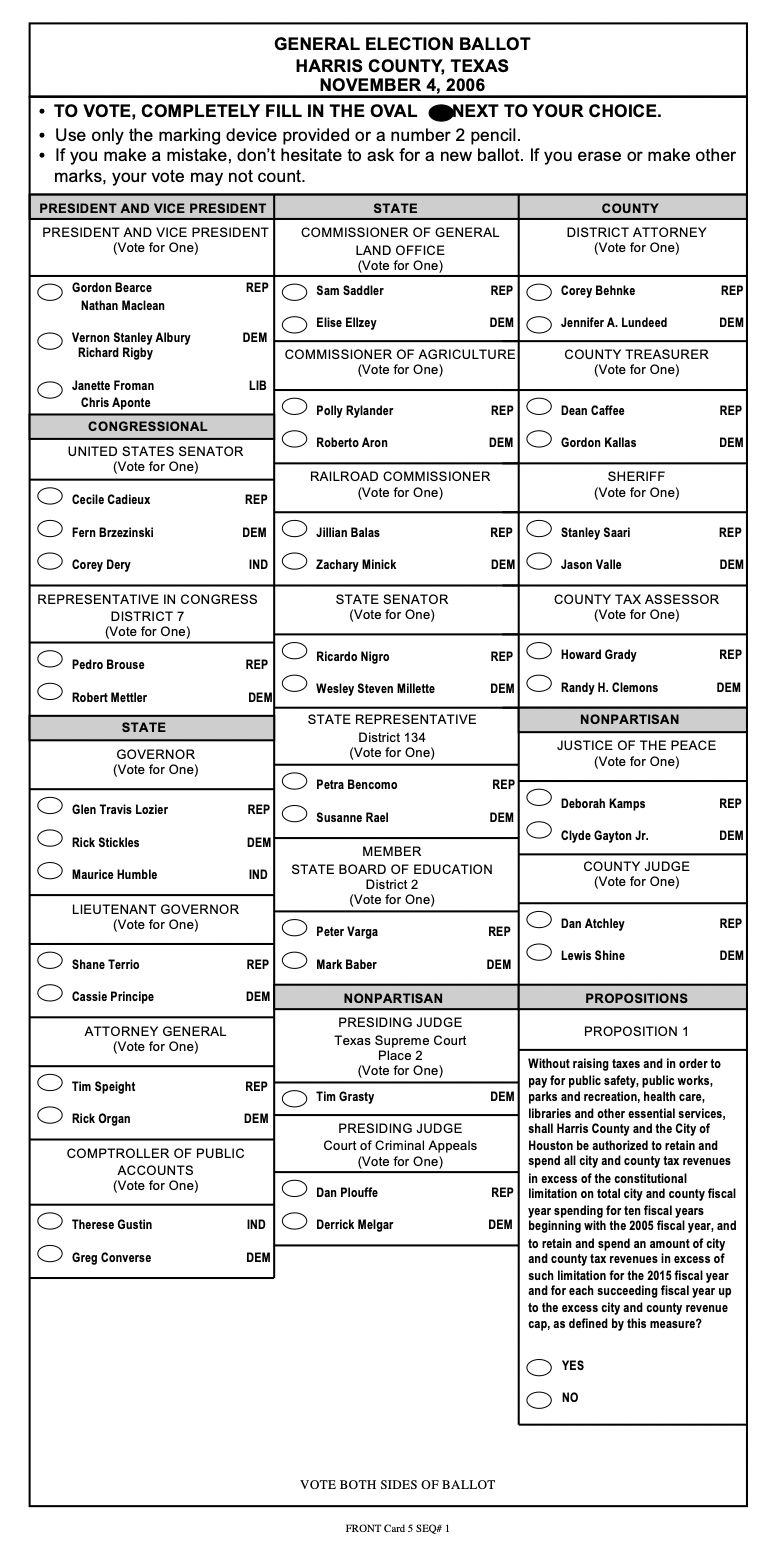 GENERAL ELECTION BALLOT
HARRIS COUNTY, TEXAS
NOVEMBER 4, 2006
• TO VOTE, COMPLETELY FILL IN THE OVAL NEXT TO YOUR CHOICE.
• Use only the marking device provided or a number 2 pencil.
• If you make a mistake, don't hesitate to ask for a new ballot. If you erase or make other
marks, your vote may not count.
PRESIDENT AND VICE PRESIDENT
PRESIDENT AND VICE PRESIDENT
(Vote for One)
Gordon Bearce REP
Nathan Maclean
Vernon Stanley Albury DEM
Richard Rigby
Janette Froman LIB
Chris Aponte
CONGRESSIONAL
UNITED STATES SENATOR
(Vote for One)
Cecile Cadieux REP
Fern Brzezinski DEM
Corey Dery IND
REPRESENTATIVE IN CONGRESS
DISTRICT 7
(Vote for One)
Pedro Brouse REP
Robert Mettler DEM
STATE
GOVERNOR
(Vote for One)
Glen Travis Lozier REP
Rick Stickles DEM
Maurice Humble IND
LIEUTENANT GOVERNOR
(Vote for One)
Shane Terrio REP
Cassie Principe DEM
ATTORNEY GENERAL
(Vote for One)
Tim Speight REP
Rick Organ DEM
COMPTROLLER OF PUBLIC
ACCOUNTS
(Vote for One)
Therese Gustin IND
Greg Converse DEM
STATE
COMMISSIONER OF GENERAL
LAND OFFICE
(Vote for One)
Sam Saddler REP
Elise Ellzey DEM
COMMISSIONER OF AGRICULTURE
(Vote for One)
Polly Rylander REP
Roberto Aron DEM
RAILROAD COMMISSIONER
(Vote for One)
Jillian Balas REP
Zachary Minick DEM
STATE SENATOR
(Vote for One)
Ricardo Nigro REP
Wesley Steven Millette DEM
STATE REPRESENTATIVE
District 134
(Vote for One)
Petra Bencomo REP
Susanne Rael DEM
MEMBER
STATE BOARD OF EDUCATION
District 2
(Vote for One)
Peter Varga REP
Mark Baber DEM
NONPARTISAN
PRESIDING JUDGE
Texas Supreme Court
Place 2
(Vote for One)
Tim Grasty DEM
PRESIDING JUDGE
Court of Criminal Appeals
(Vote for One)
Dan Plouffe REP
Derrick Melgar DEM
COUNTY
DISTRICT ATTORNEY
(Vote for One)
Corey Behnke REP
Jennifer A. Lundeed DEM
COUNTY TREASURER
(Vote for One)
Dean Caffee REP
Gordon Kallas DEM
SHERIFF
(Vote for One)
Stanley Saari REP
Jason Valle DEM
COUNTY TAX ASSESSOR
(Vote for One)
Howard Grady REP
Randy H. Clemons DEM
NONPARTISAN
JUSTICE OF THE PEACE
(Vote for One)
Deborah Kamps REP
Clyde Gayton Jr. DEM
COUNTY JUDGE
(Vote for One)
Dan Atchley REP
Lewis Shine DEM
PROPOSITIONS
PROPOSITION 1
Without raising taxes and in order to
pay for public safety, public works,
parks and recreation, health care,
libraries and other essential services,
shall Harris County and the City of
Houston be authorized to retain and
spend all city and county tax revenues
in excess of the constitutional
limitation on total city and county fiscal
year spending for ten fiscal years
beginning with the 2005 fiscal year, and
to retain and spend an amount of city
and county tax revenues in excess of
such limitation for the 2015 fiscal year
and for each succeeding fiscal year up
to the excess city and county revenue
cap, as defined by this measure?
YES
NO
VOTE BOTH SIDES OF BALLOT
FRONT Card 5 SEQ# 1